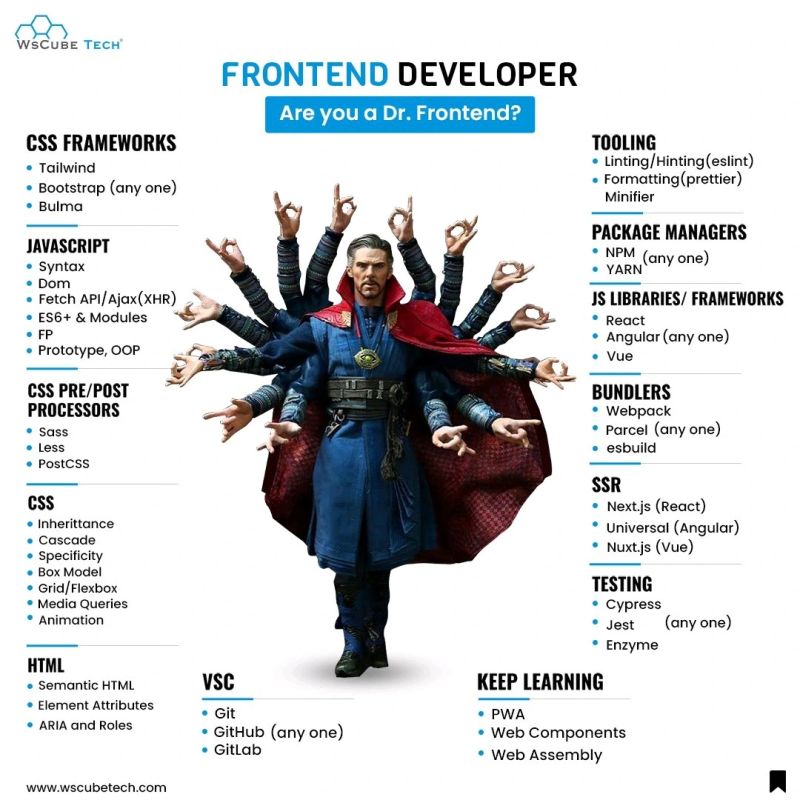 WsCube Tech®
FRONTEND DEVELOPER
Are you a Dr. Frontend?
CSS FRAMEWORKS
• Tailwind
• Bootstrap (any one)
• Bulma
JAVASCRIPT
• Syntax
• Dom
• Fetch API/Ajax(XHR)
• ES6+ & Modules
• FP
• Prototype, OOP
CSS PRE/POST
PROCESSORS
• Sass
• Less
• PostCSS
CSS
• Inherittance
• Cascade
• Specificity
• Box Model
• Grid/Flexbox
• Media Queries
• Animation
HTML
• Semantic HTML
• Element Attributes
• ARIA and Roles
VSC
• Git
• GitHub (any one)
• GitLab
TOOLING
• Linting/Hinting(eslint)
• Formatting(prettier)
Minifier
PACKAGE MANAGERS
• NPM
(any one)
• YARN
JS LIBRARIES/ FRAMEWORKS
• React
• Angular (any one)
• Vue
BUNDLERS
• Webpack
• Parcel (any one)
• esbuild
SSR
• Next.js (React)
• Universal (Angular)
• Nuxt.js (Vue)
TESTING
• Cypress
• Jest (any one)
• Enzyme
KEEP LEARNING
• PWA
• Web Components
• Web Assembly
www.wscubetech.com